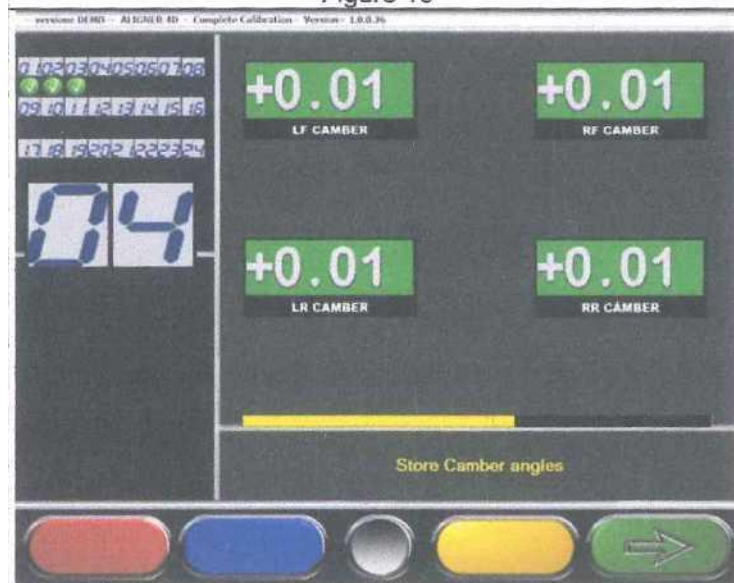 versione DEMO - ALIGNER 4D - Complete Calibration - Version - 1.0.0.36
01 02 03 04 05 06 07 08
09 10 11 12 13 14 15 16
17 18 19 20 21 22 23 24
04
+0.01 +0.01
LF CAMBER RF CAMBER
+0.01 +0.01
LR CAMBER RR CAMBER
Store Camber angles